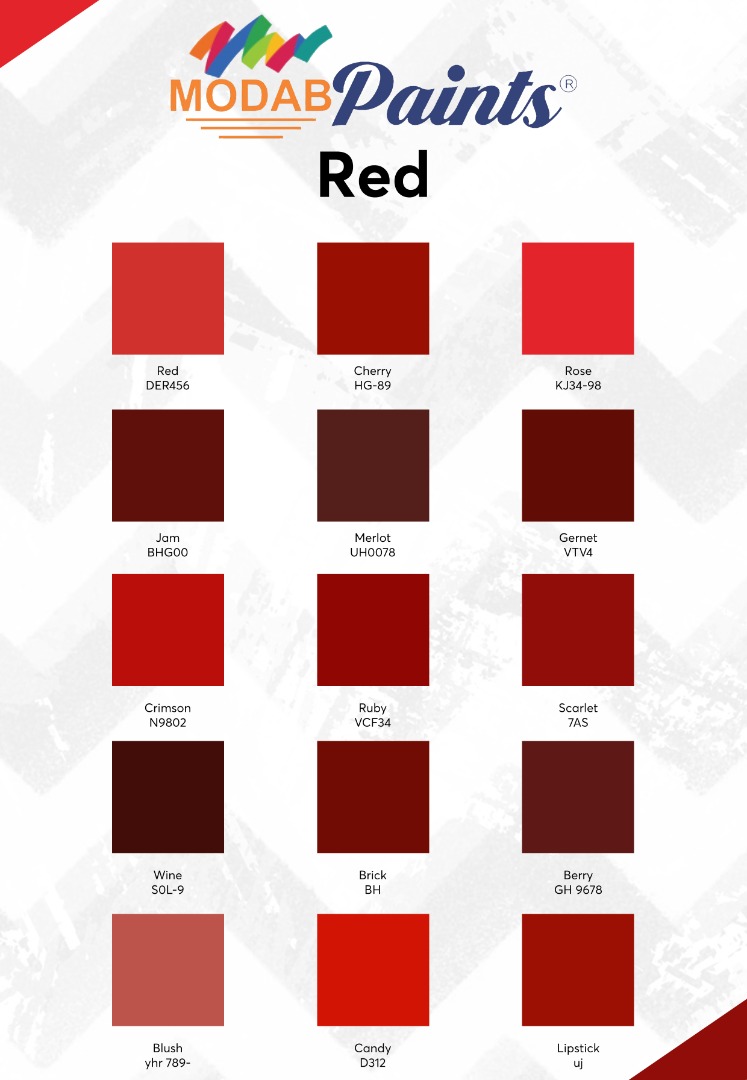 MODAB Paints®
Red
Red
DER456
Cherry
HG-89
Rose
KJ34-98
Jam
BHG00
Merlot
UH0078
Gernet
VTV4
Crimson
N9802
Ruby
VCF34
Scarlet
7AS
Wine
S0L-9
Brick
BH
Berry
GH 9678
Blush
yhr 789-
Candy
D312
Lipstick
uj